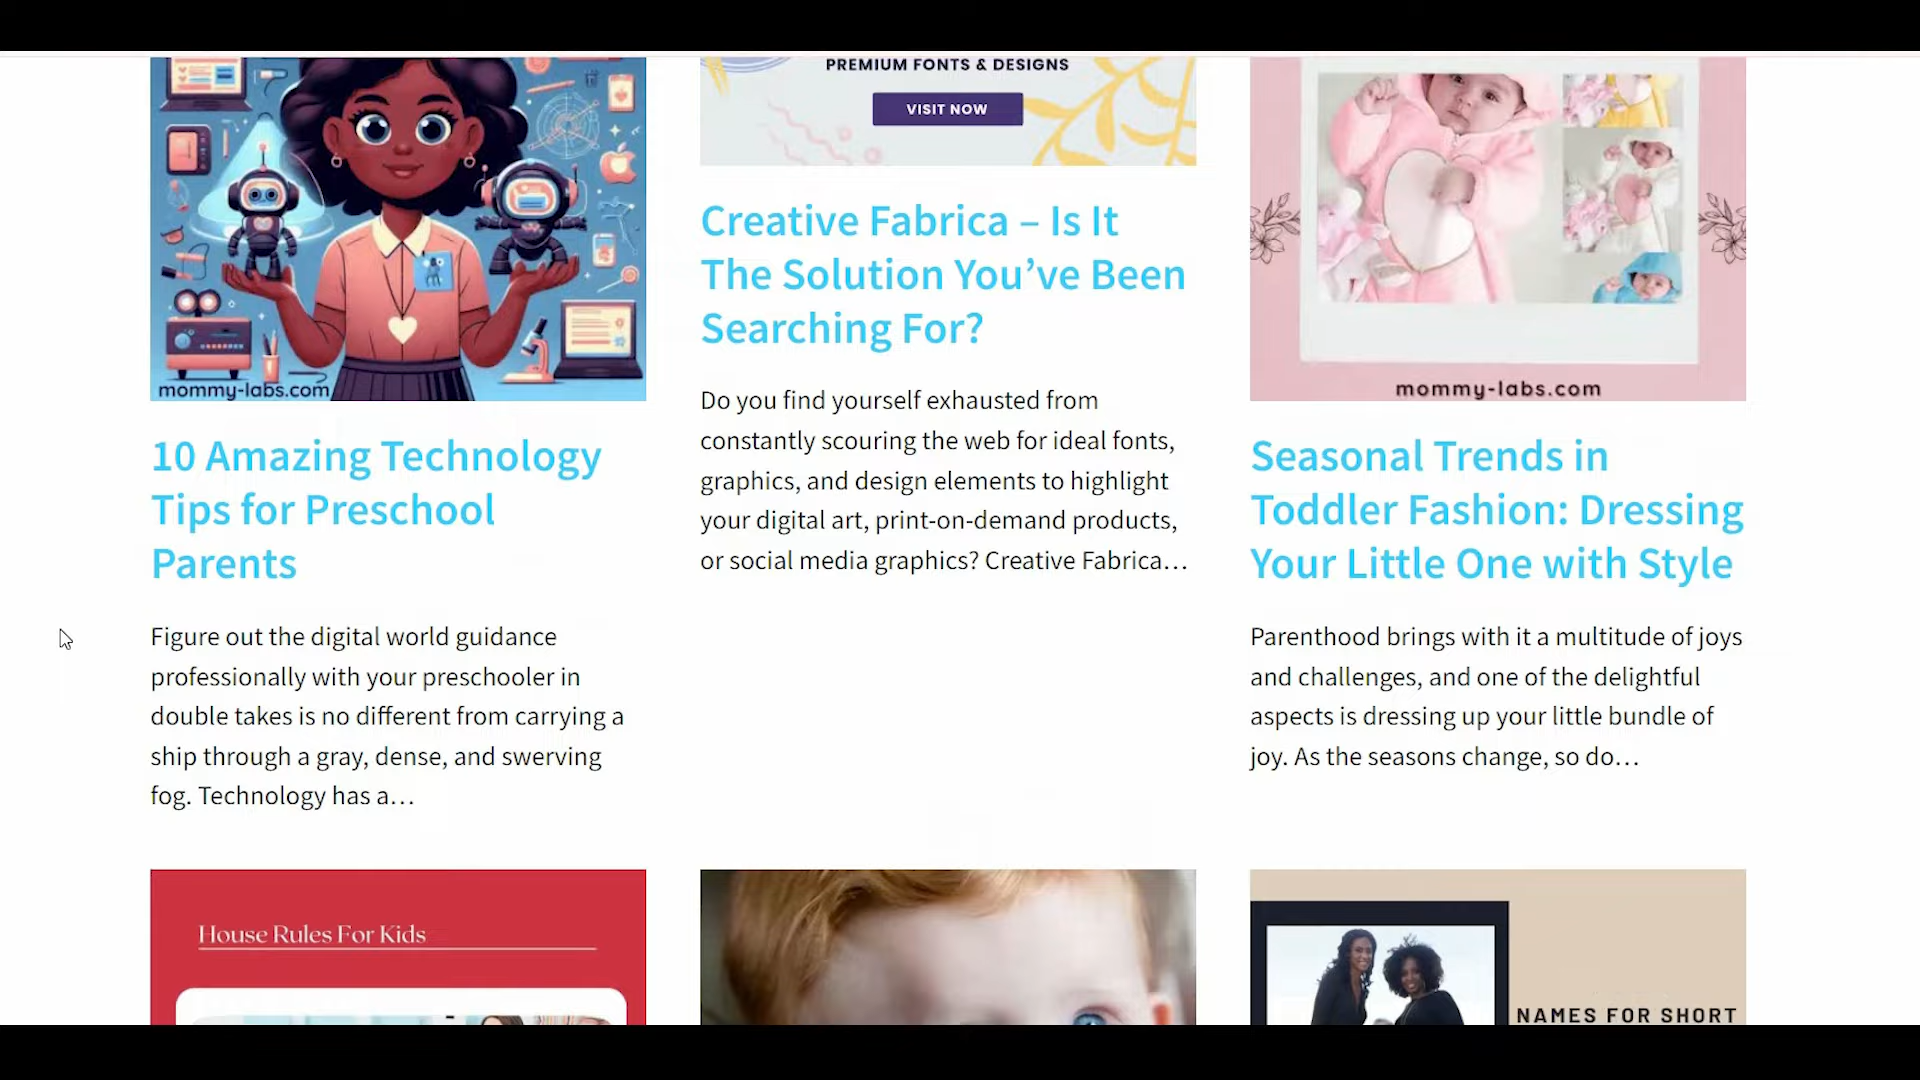 mommy-labs.com
10 Amazing Technology
Tips for Preschool
Parents
Figure out the digital world guidance
professionally with your preschooler in
double takes is no different from carrying a
ship through a gray, dense, and swerving
fog. Technology has a…
PREMIUM FONTS & DESIGNS
VISIT NOW
Creative Fabrica – Is It
The Solution You’ve Been
Searching For?
Do you find yourself exhausted from
constantly scouring the web for ideal fonts,
graphics, and design elements to highlight
your digital art, print-on-demand products,
or social media graphics? Creative Fabrica…
mommy-labs.com
Seasonal Trends in
Toddler Fashion: Dressing
Your Little One with Style
Parenthood brings with it a multitude of joys
and challenges, and one of the delightful
aspects is dressing up your little bundle of
joy. As the seasons change, so do…
House Rules For Kids
NAMES FOR SHORT